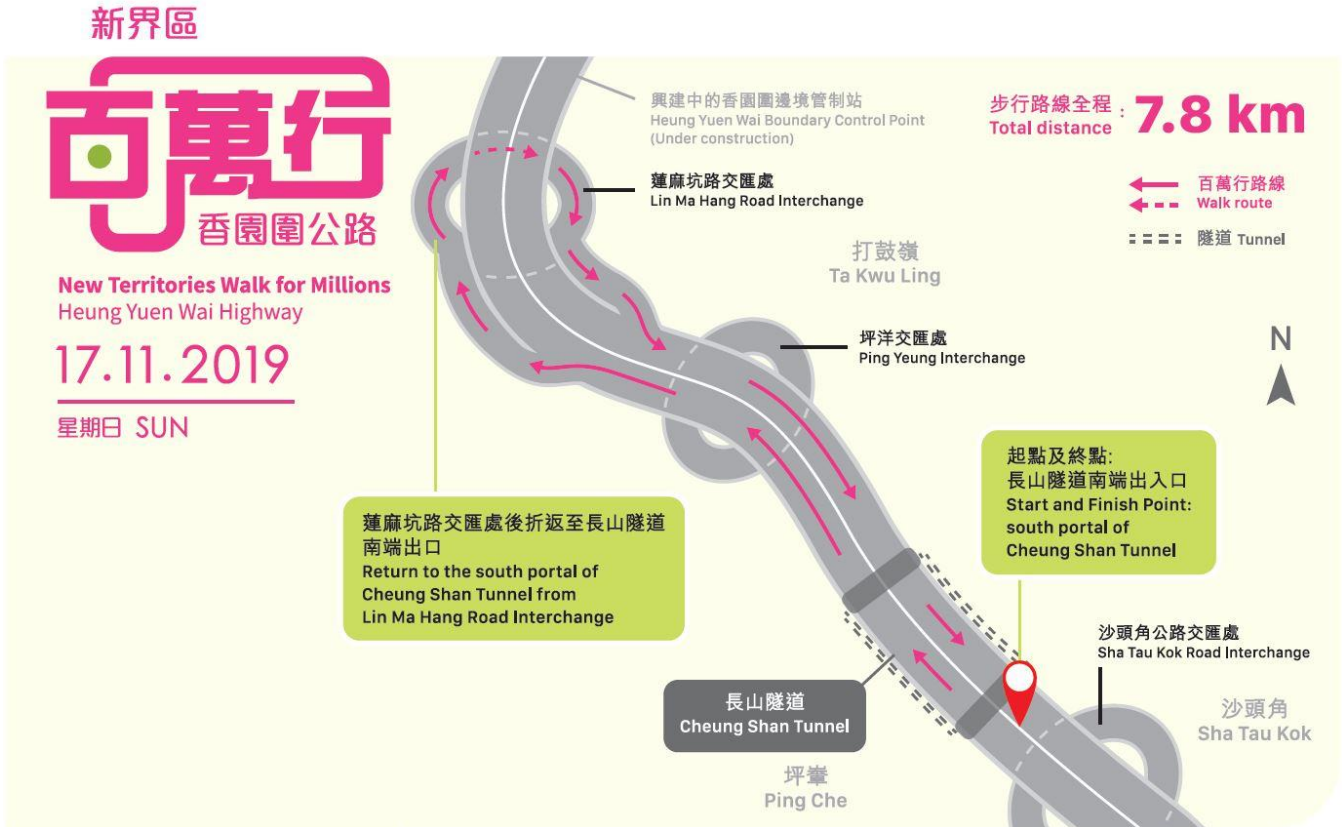 新界區
百萬行
香園圍公路
New Territories Walk for Millions
Heung Yuen Wai Highway
17.11.2019
星期日 SUN
興建中的香園圍邊境管制站
Heung Yuen Wai Boundary Control Point
(Under construction)
步行路線全程 : 7.8 km
Total distance
蓮麻坑路交匯處
Lin Ma Hang Road Interchange
百萬行路線
Walk route
隧道 Tunnel
打鼓嶺
Ta Kwu Ling
坪洋交匯處
Ping Yeung Interchange
N
起點及終點:
長山隧道南端出入口
Start and Finish Point:
south portal of
Cheung Shan Tunnel
蓮麻坑路交匯處後折返至長山隧道
南端出口
Return to the south portal of
Cheung Shan Tunnel from
Lin Ma Hang Road Interchange
沙頭角公路交匯處
Sha Tau Kok Road Interchange
長山隧道
Cheung Shan Tunnel
沙頭角
Sha Tau Kok
坪輋
Ping Che